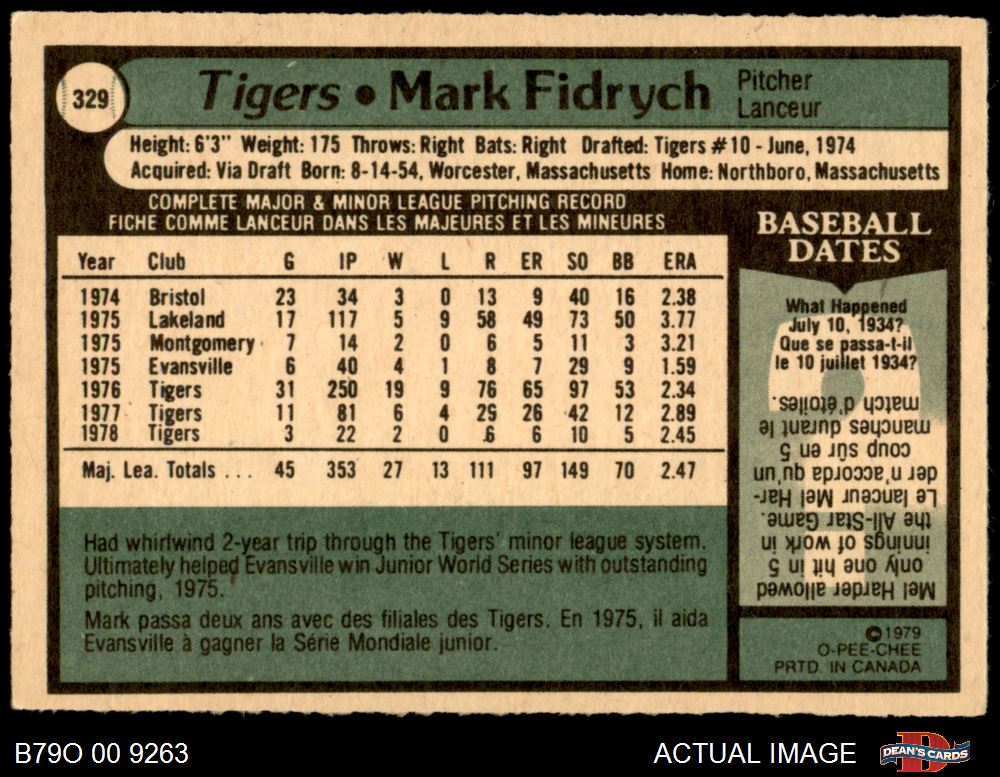 329
Tigers • Mark Fidrych Pitcher
Lanceur
Height: 6'3" Weight: 175 Throws: Right Bats: Right Drafted: Tigers #10 - June, 1974
Acquired: Via Draft Born: 8-14-54, Worcester, Massachusetts Home: Northboro, Massachusetts
COMPLETE MAJOR & MINOR LEAGUE PITCHING RECORD
FICHE COMME LANCEUR DANS LES MAJEURES ET LES MINEURES
Year Club G IP W L R ER SO BB ERA
1974 Bristol 23 34 3 0 13 9 40 16 2.38
1975 Lakeland 17 117 5 9 58 49 73 50 3.77
1975 Montgomery 7 14 2 0 6 5 11 3 3.21
1975 Evansville 6 40 4 1 8 7 29 9 1.59
1976 Tigers 31 250 19 9 76 65 97 53 2.34
1977 Tigers 11 81 6 4 29 26 42 12 2.89
1978 Tigers 3 22 2 0 6 6 10 5 2.45
Maj. Lea. Totals ... 45 353 27 13 111 97 149 70 2.47
Had whirlwind 2-year trip through the Tigers' minor league system.
Ultimately helped Evansville win Junior World Series with outstanding
pitching, 1975.
Mark passa deux ans avec des filiales des Tigers. En 1975, il aida
Evansville à gagner la Série Mondiale junior.
BASEBALL
DATES
What Happened
July 10, 1934?
Que se passa-t-il
le 10 juillet 1934?
Mel Harder allowed
only one hit in 5
innings of work in
the All-Star Game.
Le lanceur Mel Har-
der n'accorda qu'un
coup sûr en 5
manches durant le
match d'étoiles.
©1979
O-PEE-CHEE
PRTD. IN CANADA
B79O 00 9263
ACTUAL IMAGE
D
DEAN'S CARDS